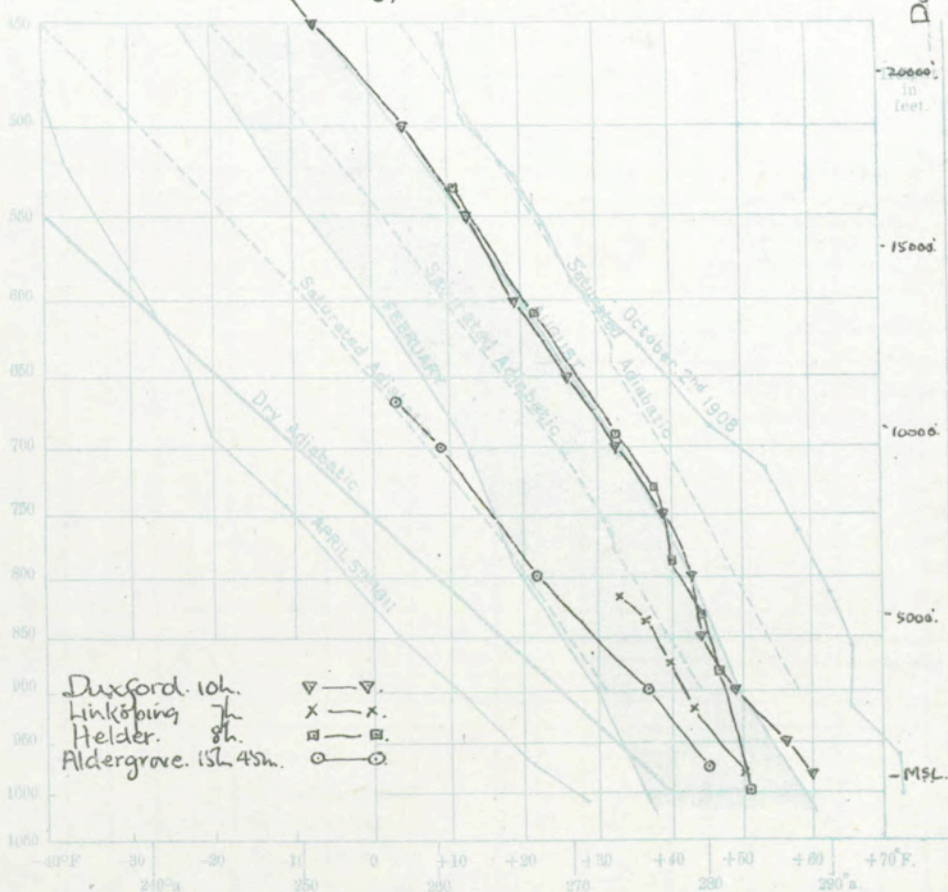 450
500
550
600
650
700
750
800
850
900
950
1000
1050
20000'
in
feet.
15000'
10000'
5000'
MSL.
Saturated Adiabatic
FEBRUARY
Saturated Adiabatic
AUGUST
Saturated Adiabatic
October 2nd 1908
Dry Adiabatic
Duxford. 10h.
Linköping 7h
Helder. 8h.
Aldergrove. 15h 45m.
-40°F -30 -20 -10 0 +10 +20 +30 +40 +50 +60 +70°F.
240°a 250 260 270 280 290°a